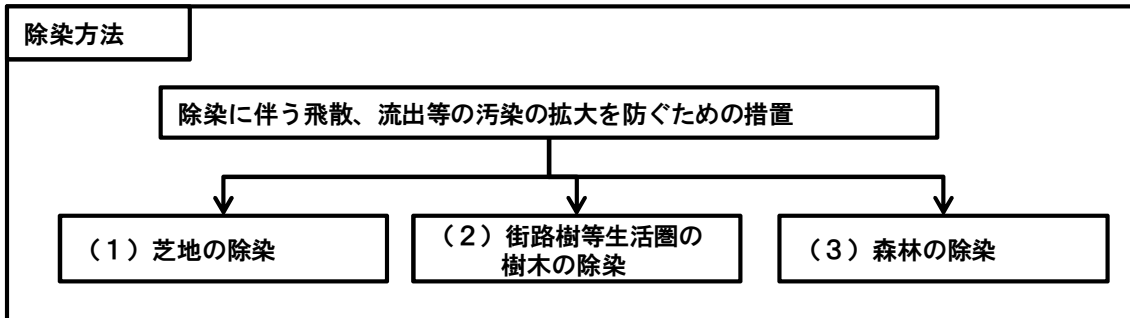 除染方法
除染に伴う飛散、流出等の汚染の拡大を防ぐための措置
（１）芝地の除染
（２）街路樹等生活圏の
樹木の除染
（３）森林の除染